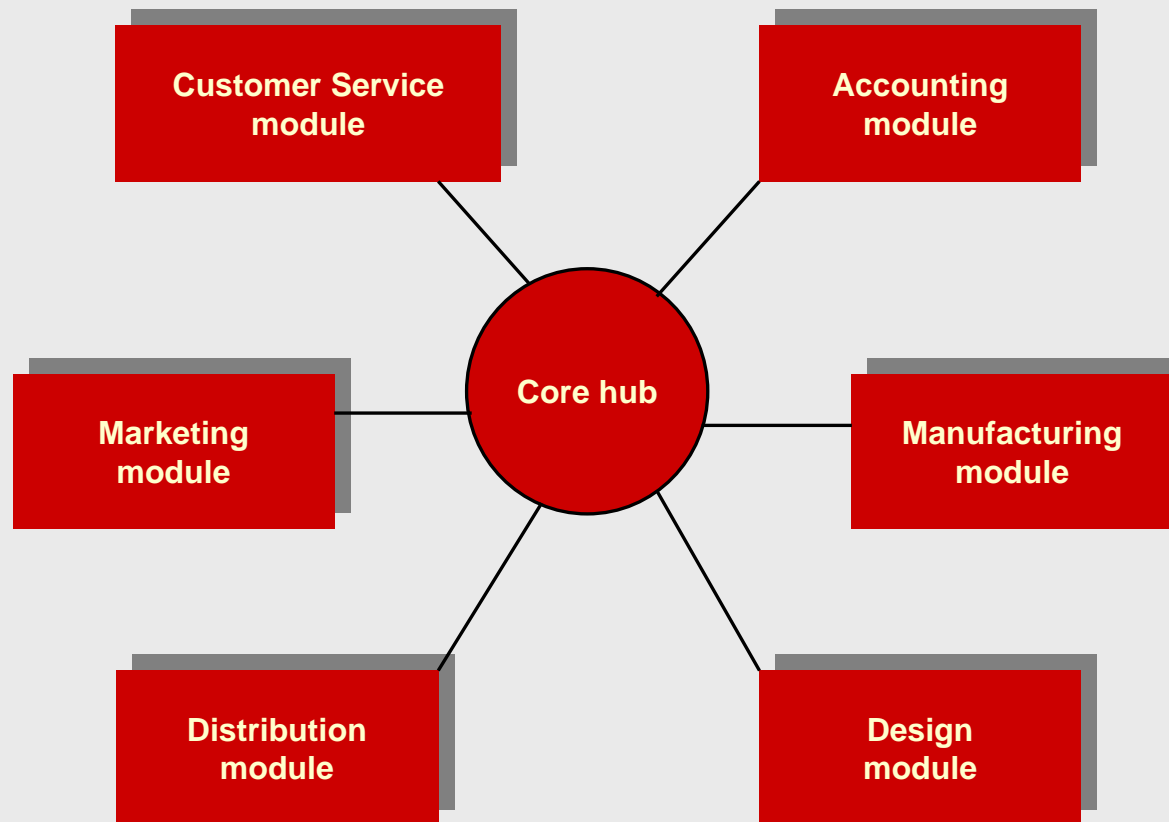 Customer Service
module
Accounting
module
Core hub
Marketing
module
Manufacturing
module
Distribution
module
Design
module